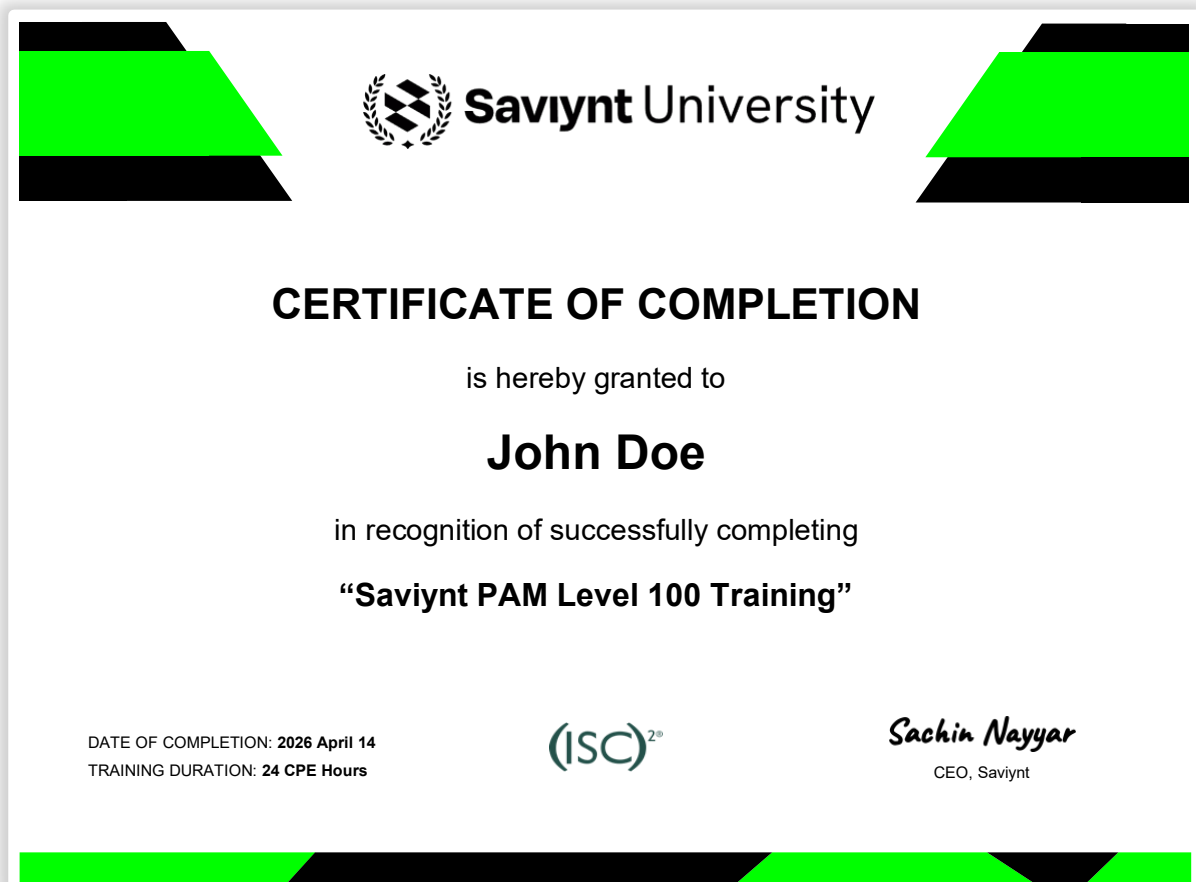 Saviynt University
CERTIFICATE OF COMPLETION
is hereby granted to
John Doe
in recognition of successfully completing
“Saviynt PAM Level 100 Training”
DATE OF COMPLETION: 2026 April 14
TRAINING DURATION: 24 CPE Hours
(ISC)²®
Sachin Nayyar
CEO, Saviynt